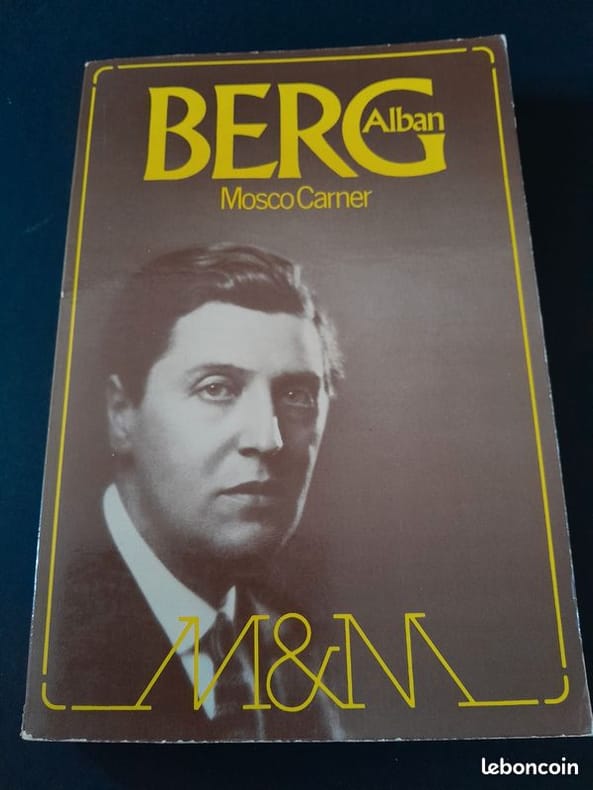 BERG
Alban
Mosco Carner
M&M
leboncoin